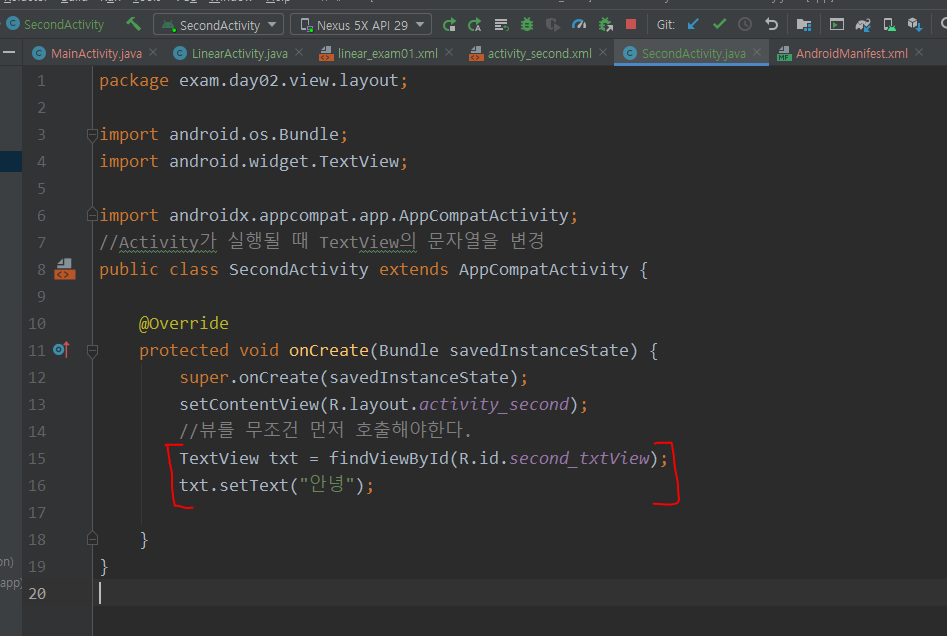 SecondActivity SecondActivity Nexus 5X API 29 Git:
MainActivity.java LinearActivity.java linear_exam01.xml activity_second.xml SecondActivity.java AndroidManifest.xml
1 package exam.day02.view.layout;
2
3 import android.os.Bundle;
4 import android.widget.TextView;
5
6 import androidx.appcompat.app.AppCompatActivity;
7 //Activity가 실행될 때 TextView의 문자열을 변경
8 public class SecondActivity extends AppCompatActivity {
9
10 @Override
11 protected void onCreate(Bundle savedInstanceState) {
12 super.onCreate(savedInstanceState);
13 setContentView(R.layout.activity_second);
14 //뷰를 무조건 먼저 호출해야한다.
15 TextView txt = findViewById(R.id.second_txtView);
16 txt.setText("안녕");
17
18 }
19 }
20
on)
app)